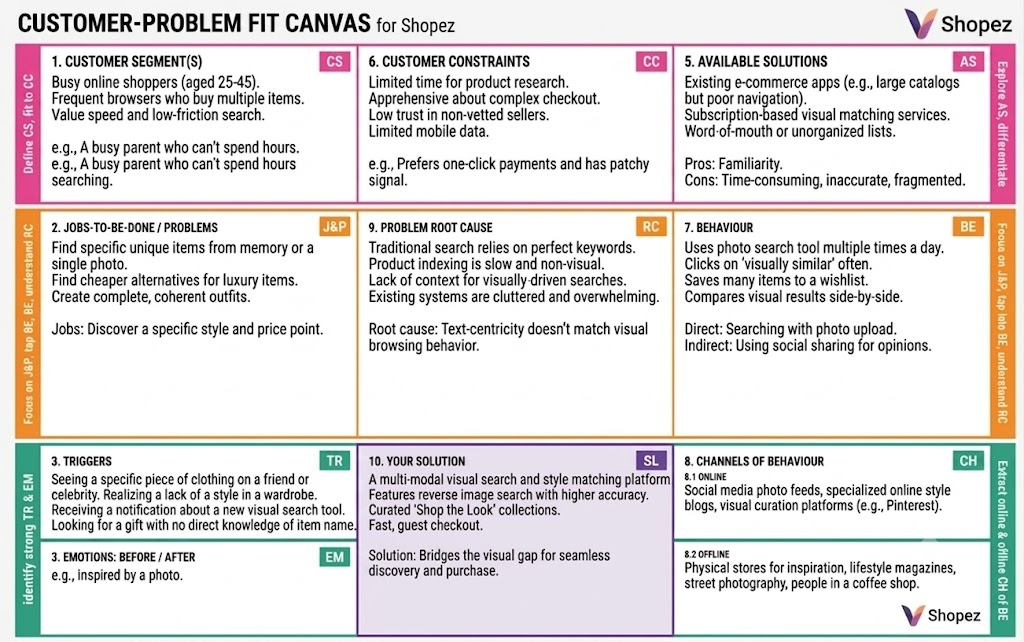 CUSTOMER-PROBLEM FIT CANVAS for Shopez
Shopez
Define CS, fit to CC
1. CUSTOMER SEGMENT(S)
CS
Busy online shoppers (aged 25-45).
Frequent browsers who buy multiple items.
Value speed and low-friction search.
e.g., A busy parent who can't spend hours.
e.g., A busy parent who can't spend hours
searching.
6. CUSTOMER CONSTRAINTS
CC
Limited time for product research.
Apprehensive about complex checkout.
Low trust in non-vetted sellers.
Limited mobile data.
e.g., Prefers one-click payments and has patchy
signal.
5. AVAILABLE SOLUTIONS
AS
Existing e-commerce apps (e.g., large catalogs
but poor navigation).
Subscription-based visual matching services.
Word-of-mouth or unorganized lists.
Pros: Familiarity.
Cons: Time-consuming, inaccurate, fragmented.
Explore AS, differentiate
Focus on J&P, tap BE, BE, understand RC
2. JOBS-TO-BE-DONE / PROBLEMS
J&P
Find specific unique items from memory or a
single photo.
Find cheaper alternatives for luxury items.
Create complete, coherent outfits.
Jobs: Discover a specific style and price point.
9. PROBLEM ROOT CAUSE
RC
Traditional search relies on perfect keywords.
Product indexing is slow and non-visual.
Lack of context for visually-driven searches.
Existing systems are cluttered and overwhelming.
Root cause: Text-centricity doesn't match visual
browsing behavior.
7. BEHAVIOUR
BE
Uses photo search tool multiple times a day.
Clicks on 'visually similar' often.
Saves many items to a wishlist.
Compares visual results side-by-side.
Direct: Searching with photo upload.
Indirect: Using social sharing for opinions.
Focus on J&P, BE, understand RC
identify strong TR & EM
3. TRIGGERS
TR
Seeing a specific piece of clothing on a friend or
celebrity. Realizing a lack of a style in a wardrobe.
Receiving a notification about a new visual search tool.
Looking for a gift with no direct knowledge of item name.
3. EMOTIONS: BEFORE / AFTER
EM
e.g., inspired by a photo.
10. YOUR SOLUTION
SL
A multi-modal visual search and style matching platform
Features reverse image search with higher accuracy.
Curated 'Shop the Look' collections.
Fast, guest checkout.
Solution: Bridges the visual gap for seamless
discovery and purchase.
8. CHANNELS OF BEHAVIOUR
CH
8.1 ONLINE
Social media photo feeds, specialized online style
blogs, visual curation platforms (e.g., Pinterest).
8.2 OFFLINE
Physical stores for inspiration, lifestyle magazines,
street photography, people in a coffee shop.
Shopez
Extract online & offline CH of BE